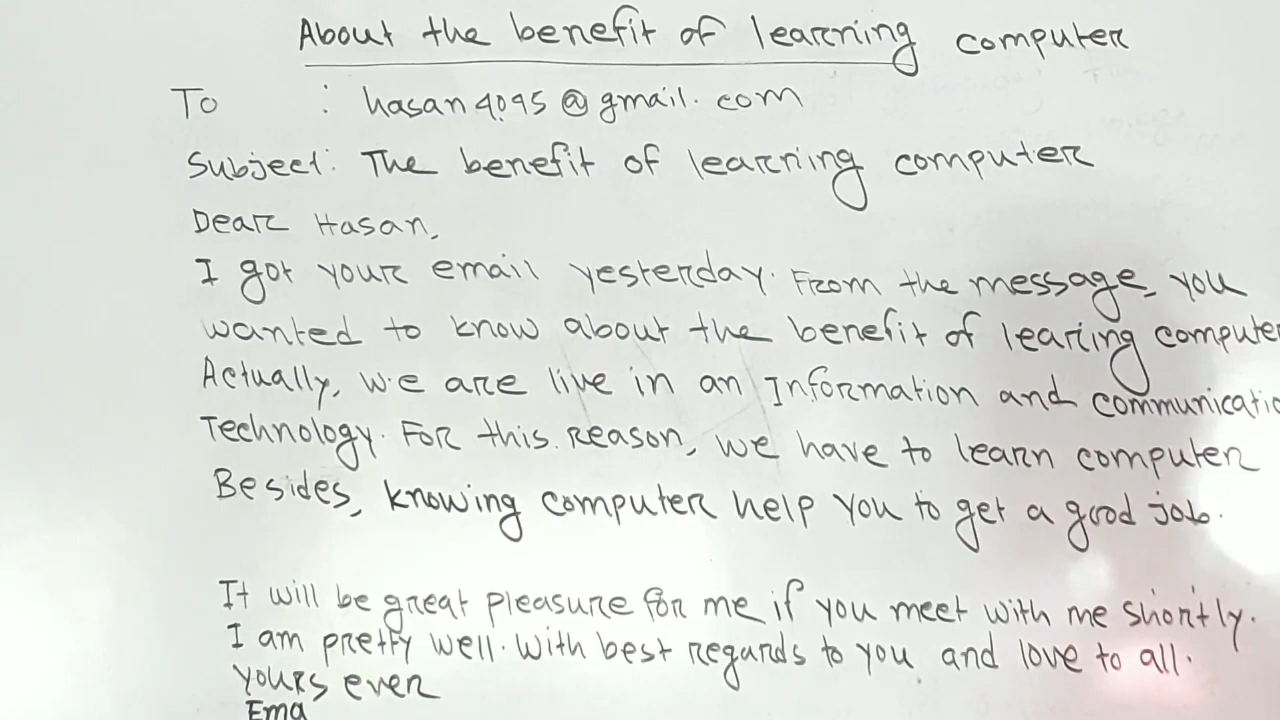 About the benefit of learning computer
To : hasan4095@gmail.com
Subject: The benefit of learning computer
Dear Hasan,
I got your email yesterday. From the message, you
wanted to know about the benefit of learing computer
Actually, we are live in an Information and communicatio
Technology. For this reason, we have to learn computer
Besides, knowing computer help you to get a good job.
It will be great pleasure for me if you meet with me shortly.
I am pretty well. With best regards to you and love to all.
Yours ever
Ema